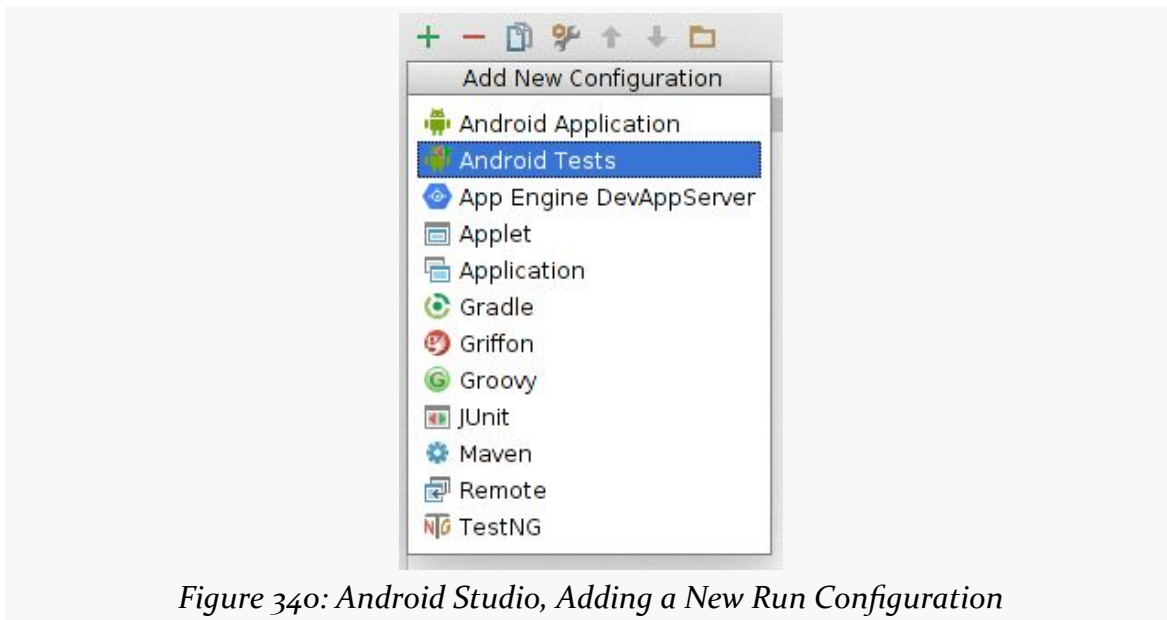 Add New Configuration
Android Application
Android Tests
App Engine DevAppServer
Applet
Application
Gradle
Griffon
Groovy
JUnit
Maven
Remote
TestNG
Figure 340: Android Studio, Adding a New Run Configuration